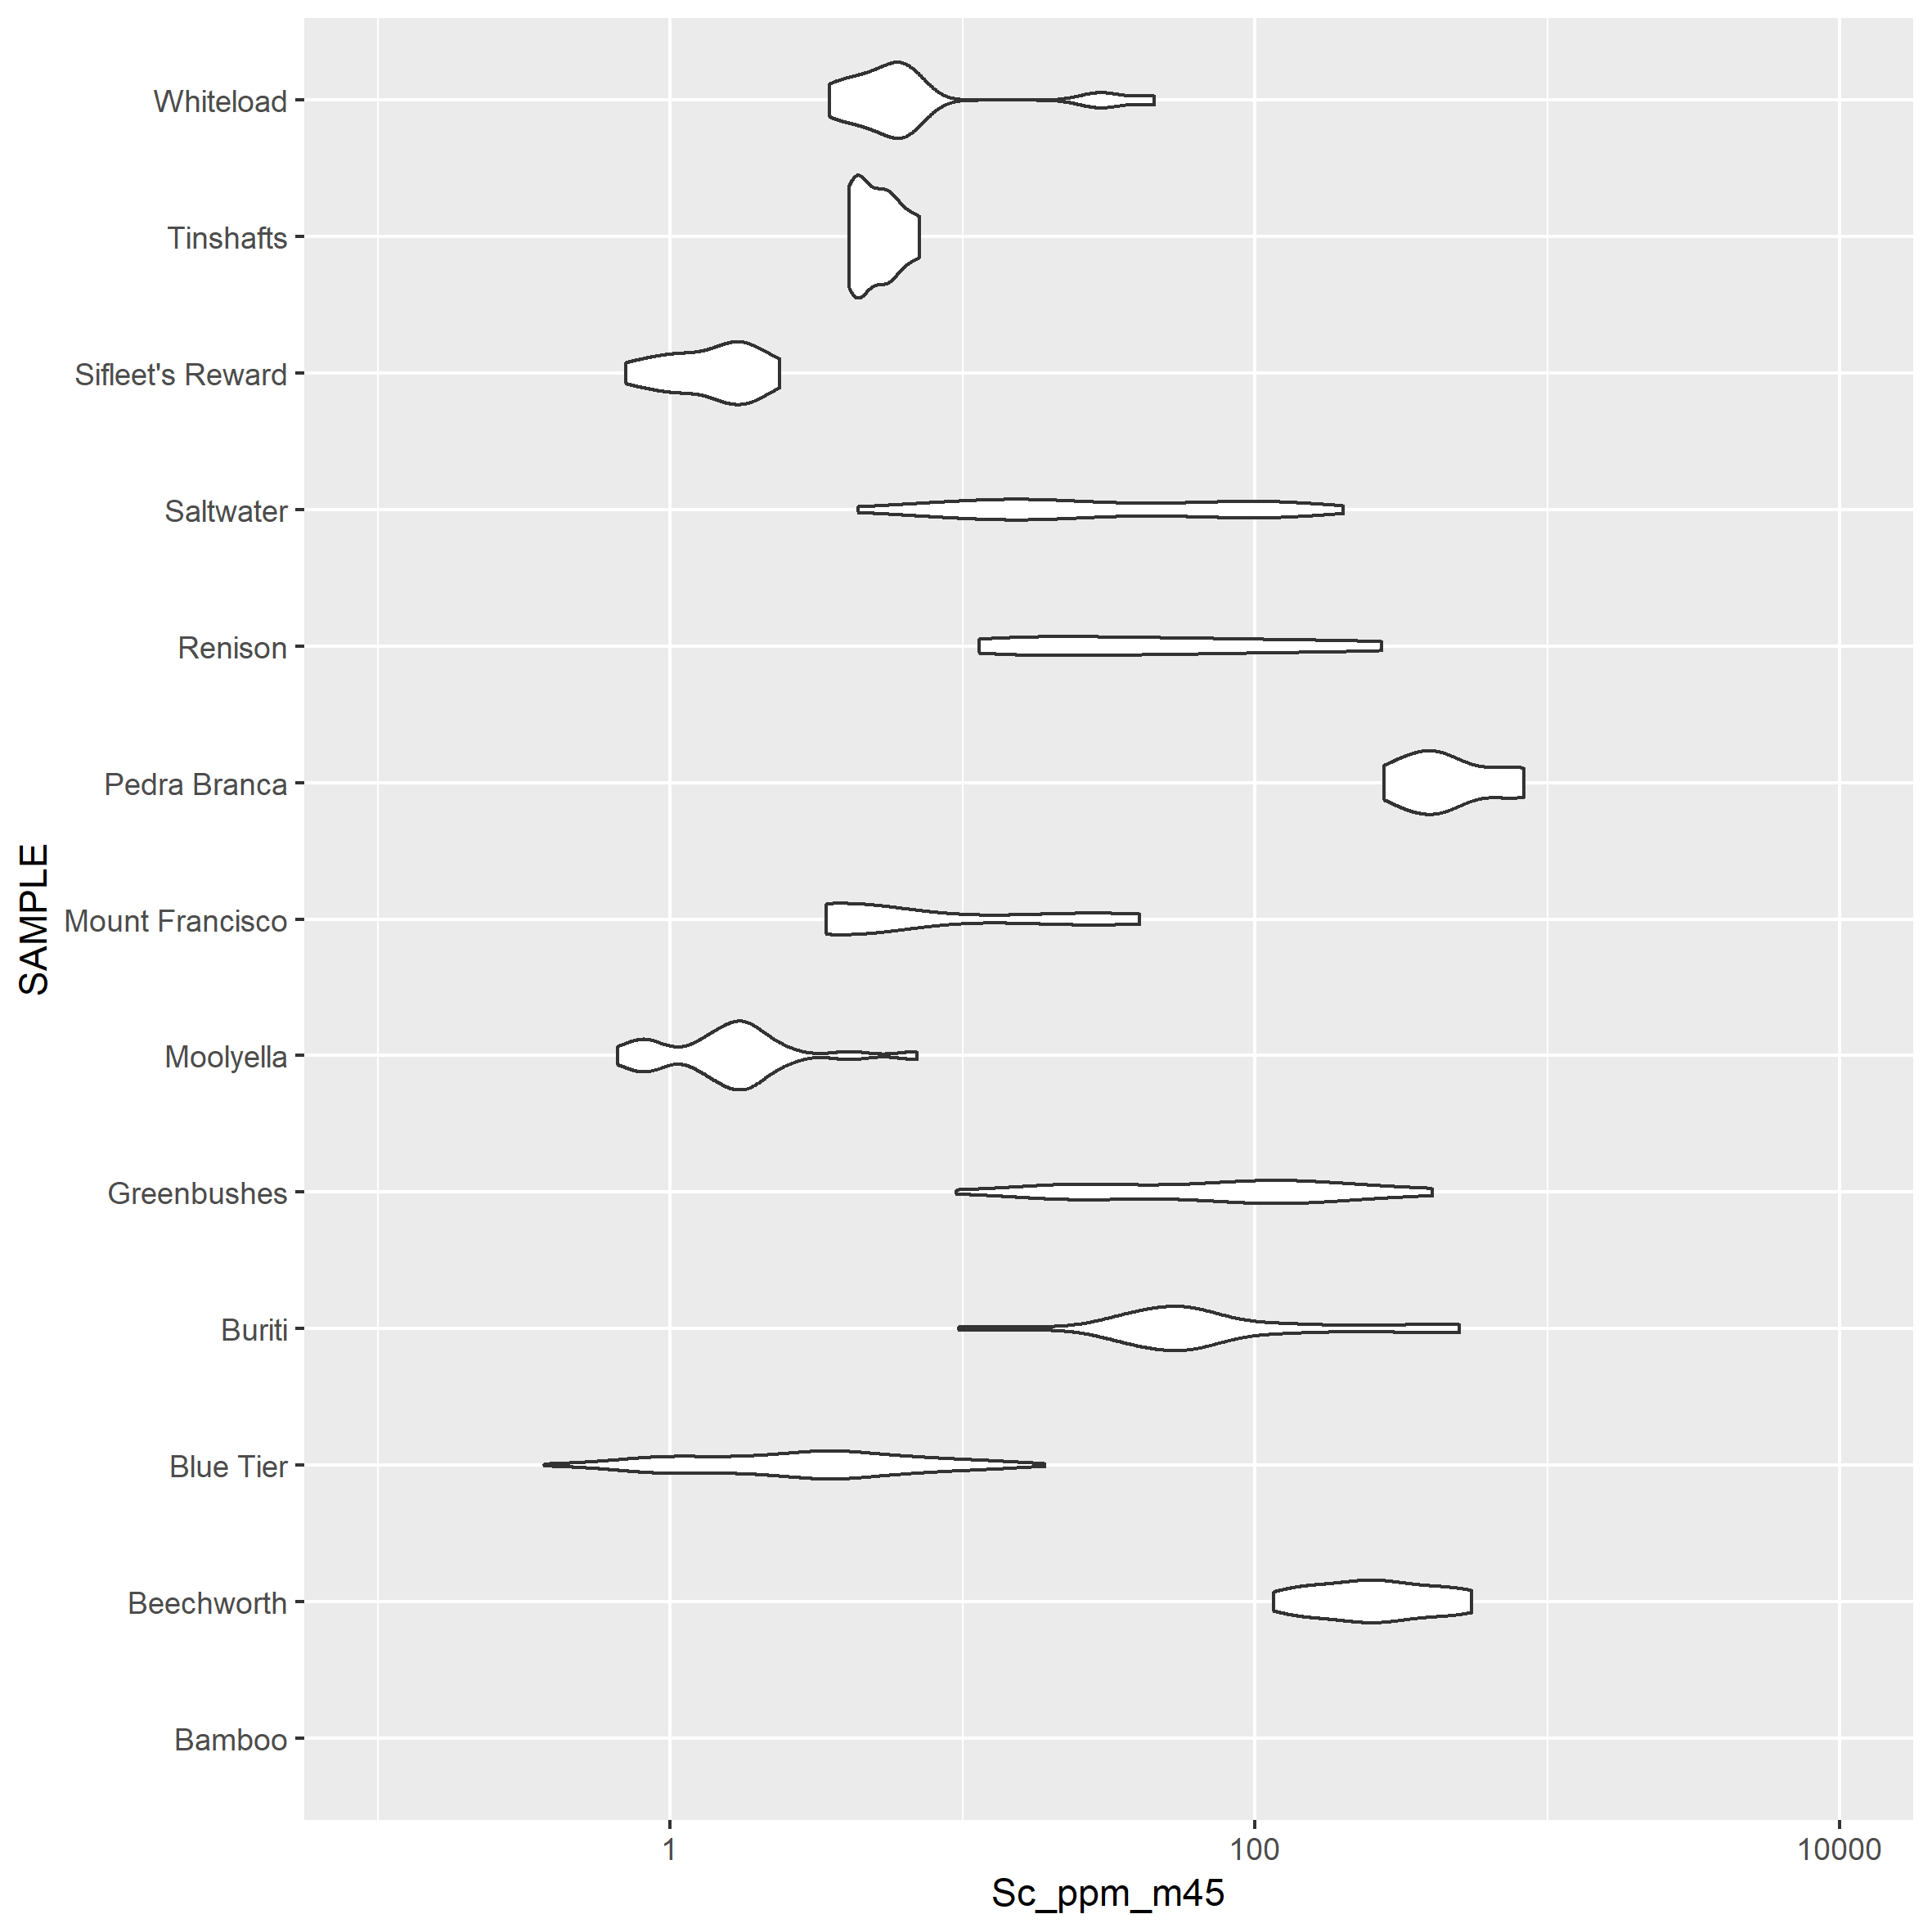 Whiteload
Tinshafts
Sifleet's Reward
Saltwater
Renison
Pedra Branca
Mount Francisco
Moolyella
Greenbushes
Buriti
Blue Tier
Beechworth
Bamboo
SAMPLE
1 100 10000
Sc_ppm_m45